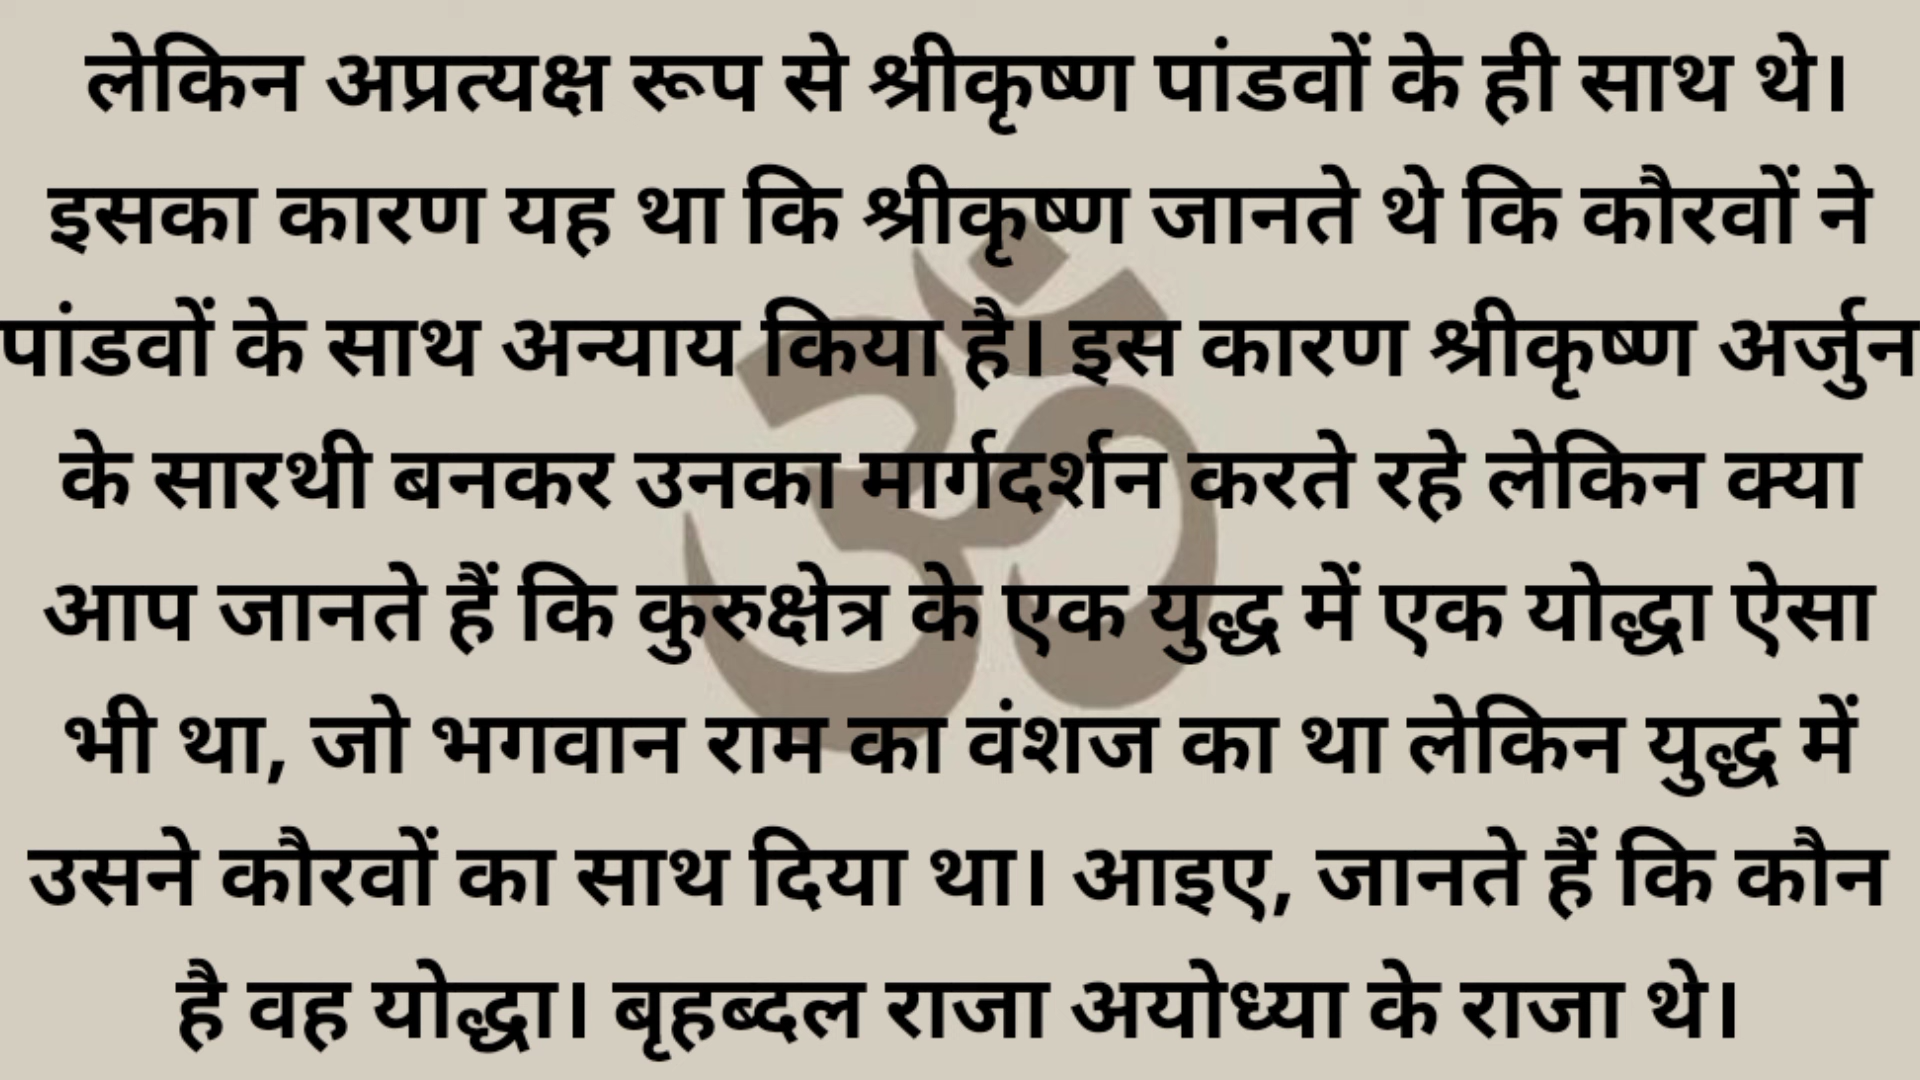 लेकिन अप्रत्यक्ष रूप से श्रीकृष्ण पांडवों के ही साथ थे।
इसका कारण यह था कि श्रीकृष्ण जानते थे कि कौरवों ने
पांडवों के साथ अन्याय किया है। इस कारण श्रीकृष्ण अर्जुन
के सारथी बनकर उनका मार्गदर्शन करते रहे लेकिन क्या
आप जानते हैं कि कुरुक्षेत्र के एक युद्ध में एक योद्धा ऐसा
भी था, जो भगवान राम का वंशज का था लेकिन युद्ध में
उसने कौरवों का साथ दिया था। आइए, जानते हैं कि कौन
है वह योद्धा। बृहब्दल राजा अयोध्या के राजा थे।
ॐ